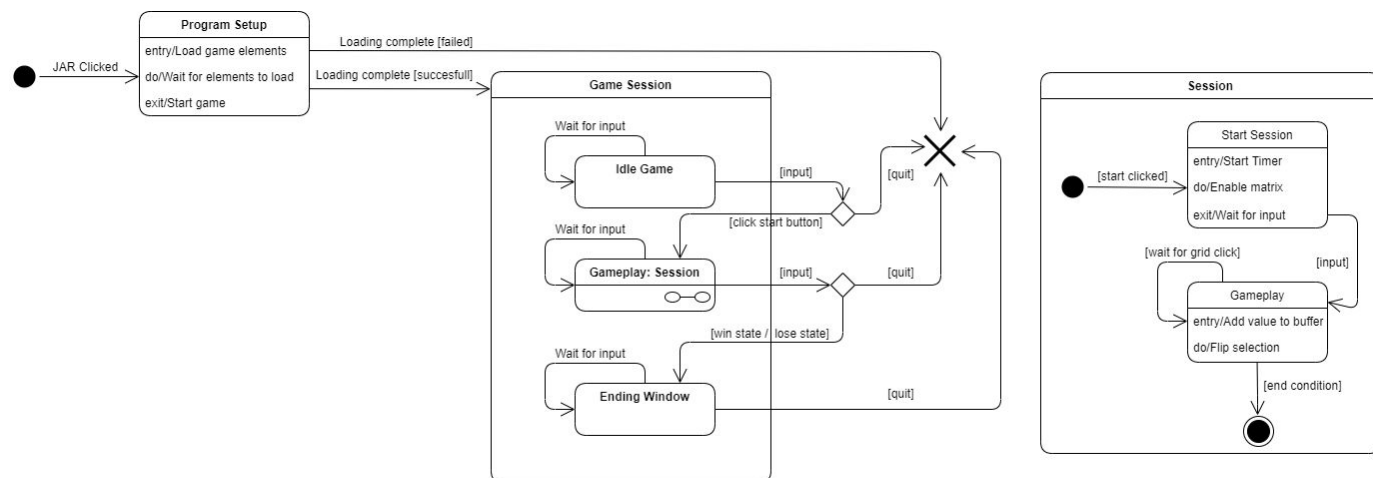 Program Setup
entry/Load game elements
do/Wait for elements to load
exit/Start game
JAR Clicked
Loading complete [failed]
Loading complete [succesfull]
Game Session
Wait for input
Idle Game
[input]
[quit]
[click start button]
Wait for input
Gameplay: Session
[input]
[quit]
[win state / lose state]
Wait for input
Ending Window
[quit]
Session
Start Session
entry/Start Timer
do/Enable matrix
exit/Wait for input
[start clicked]
[input]
[wait for grid click]
Gameplay
entry/Add value to buffer
do/Flip selection
[end condition]